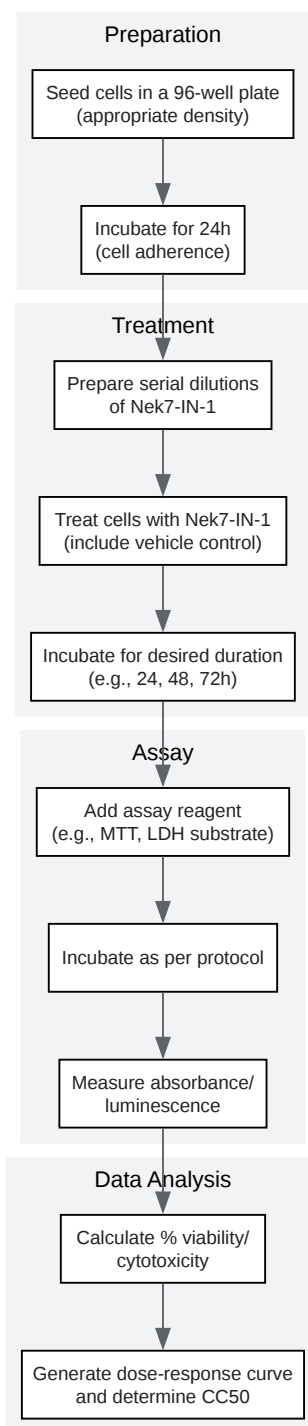 Preparation
Seed cells in a 96-well plate
(appropriate density)
Incubate for 24h
(cell adherence)
Treatment
Prepare serial dilutions
of Nek7-IN-1
Treat cells with Nek7-IN-1
(include vehicle control)
Incubate for desired duration
(e.g., 24, 48, 72h)
Assay
Add assay reagent
(e.g., MTT, LDH substrate)
Incubate as per protocol
Measure absorbance/
luminescence
Data Analysis
Calculate % viability/
cytotoxicity
Generate dose-response curve
and determine CC50